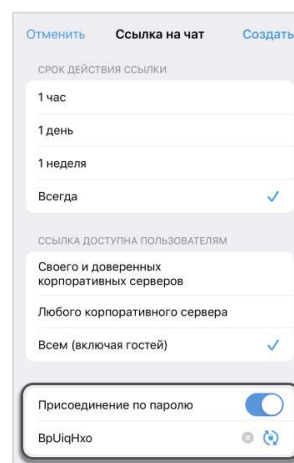 Отменить Ссылка на чат Создать
СРОК ДЕЙСТВИЯ ССЫЛКИ
1 час
1 день
1 неделя
Всегда
ССЫЛКА ДОСТУПНА ПОЛЬЗОВАТЕЛЯМ
Своего и доверенных
корпоративных серверов
Любого корпоративного сервера
Всем (включая гостей)
Присоединение по паролю
BpUiqHxo